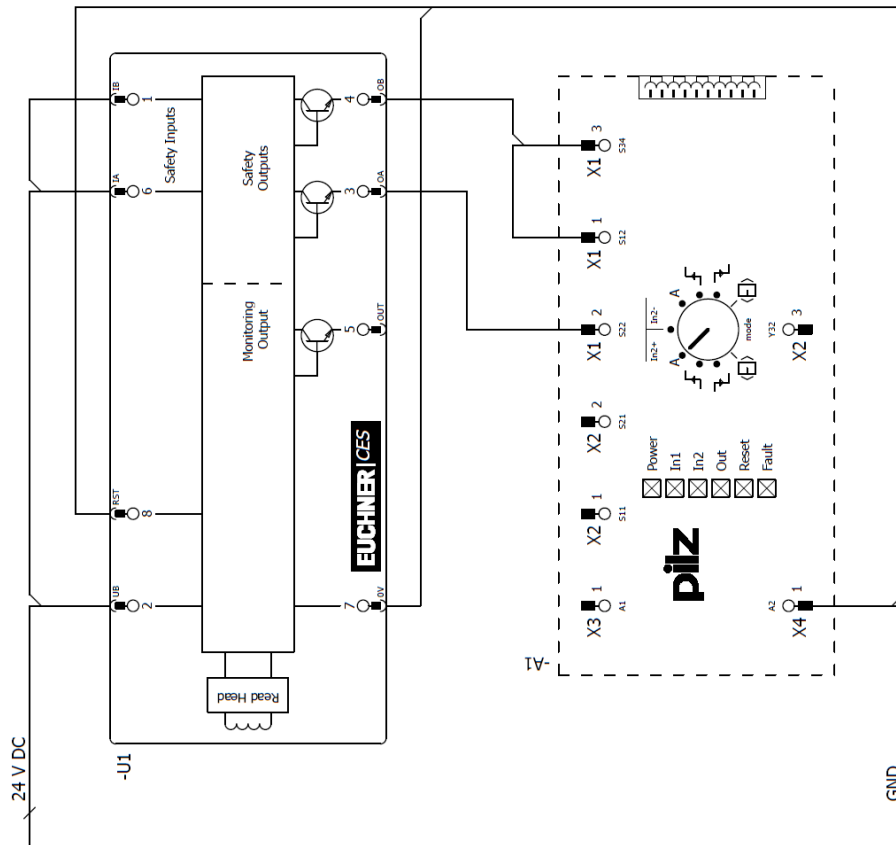 IB
1
Safety Inputs
IA
6
Safety
Outputs
4
OB
3
OA
Monitoring
Output
5
OUT
RST
8
UB
2
7
0V
EUCHNER|CES
Read Head
-U1
24 V DC
3
S34
X1
1
S12
X1
2
S22
X1
2
S21
X2
1
S11
X2
1
A1
X3
In2+
In2-
A
A
mode
Y32
3
X2
Power
In1
In2
Out
Reset
Fault
pilz
A2
1
X4
-A1
GND